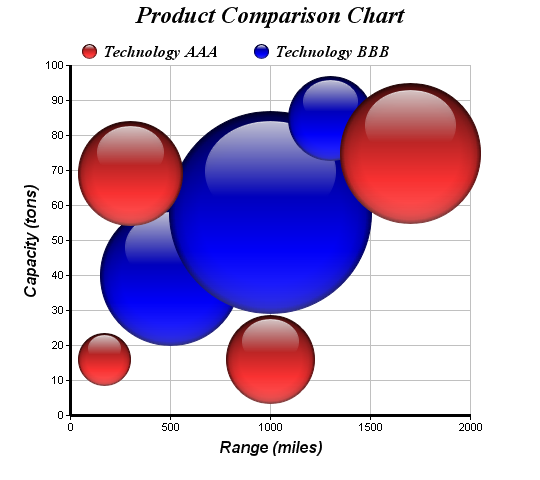 Product Comparison Chart
Technology AAA Technology BBB
100
90
80
70
60
50
40
30
20
10
0
Capacity (tons)
0 500 1000 1500 2000
Range (miles)